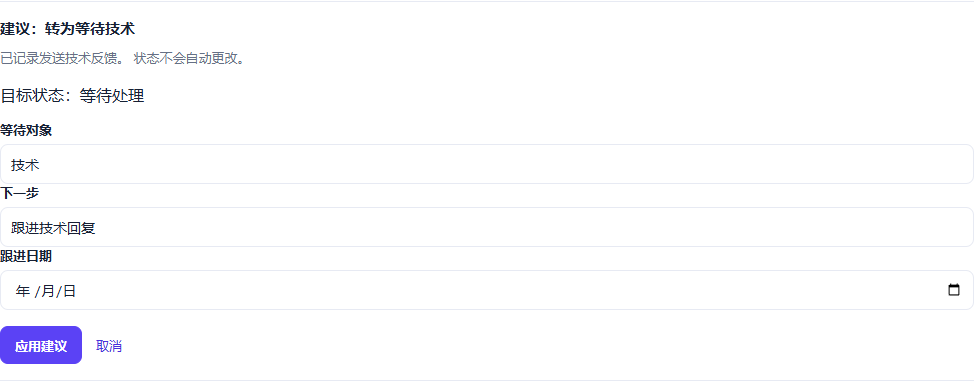 建议：转为等待技术
已记录发送技术反馈。 状态不会自动更改。
目标状态：等待处理
等待对象
技术
下一步
跟进技术回复
跟进日期
年 /月/日
应用建议 取消